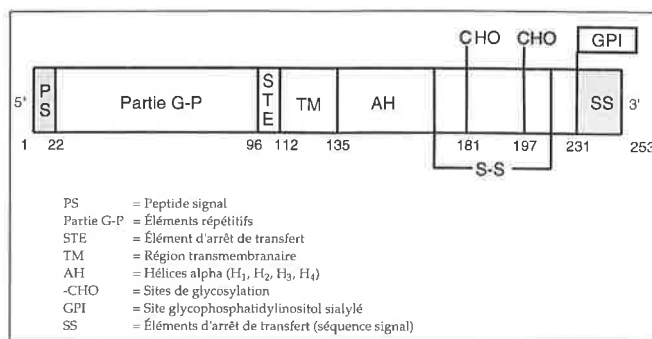 CHO CHO GPI
5' PS Partie G-P STE TM AH SS 3'
1 22 96 112 135 181 197 231 253
S-S
PS = Peptide signal
Partie G-P = Éléments répétitifs
STE = Élément d'arrêt de transfert
TM = Région transmembranaire
AH = Hélices alpha (H₁, H₂, H₃, H₄)
-CHO = Sites de glycosylation
GPI = Site glycophosphatidylinositol sialylé
SS = Éléments d'arrêt de transfert (séquence signal)